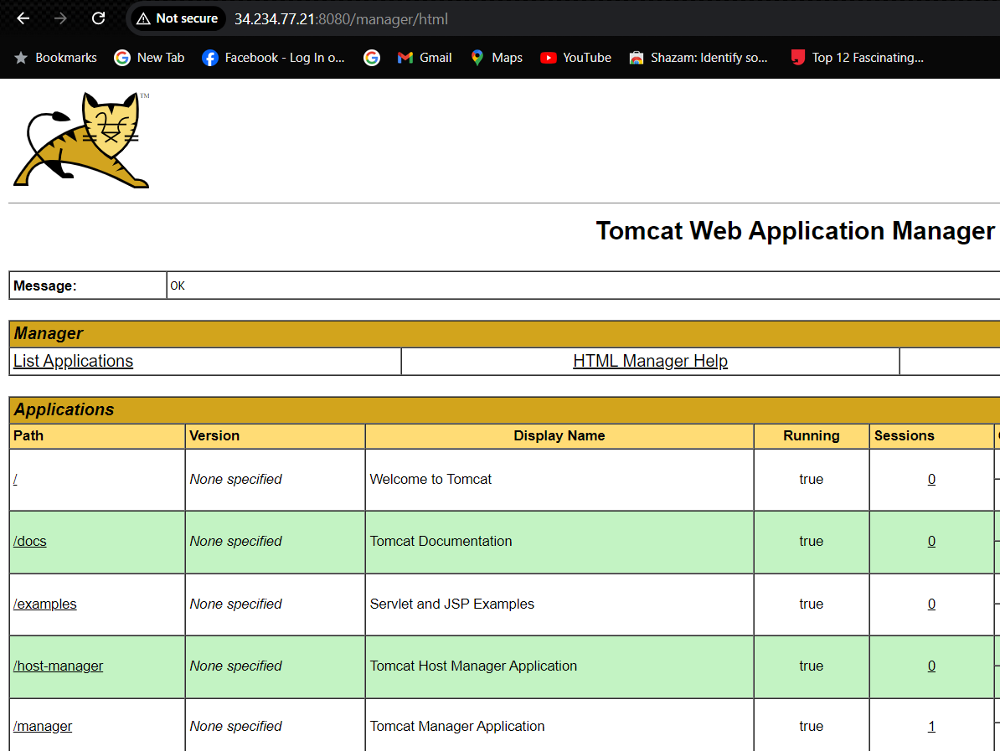 Not secure 34.234.77.21:8080/manager/html
Bookmarks New Tab Facebook - Log In o... Gmail Maps YouTube Shazam: Identify so... Top 12 Fascinating...
TM
Tomcat Web Application Manager
Message: OK
Manager
List Applications HTML Manager Help
Applications
Path Version Display Name Running Sessions
/ None specified Welcome to Tomcat true 0
/docs None specified Tomcat Documentation true 0
/examples None specified Servlet and JSP Examples true 0
/host-manager None specified Tomcat Host Manager Application true 0
/manager None specified Tomcat Manager Application true 1